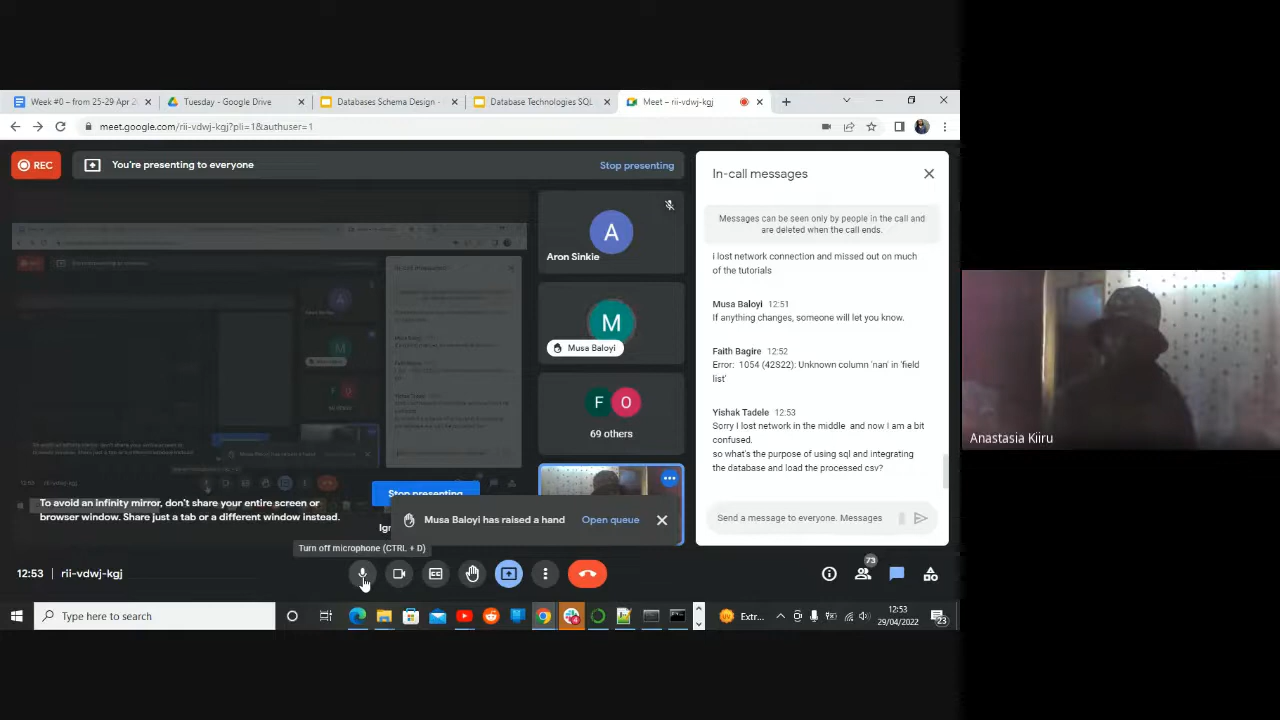 Week #0 – from 25-29 Apr 2
Tuesday - Google Drive
Databases Schema Design -
Database Technologies SQL
Meet – rii-vdwj-kgj
meet.google.com/rii-vdwj-kgj?pli=1&authuser=1
REC
You're presenting to everyone
Stop presenting
In-call messages
Messages can be seen only by people in the call and
are deleted when the call ends.
I lost network connection and missed out on much
of the tutorials
Musa Baloyi 12:51
If anything changes, someone will let you know.
Faith Bagire 12:52
Error: 1054 (42S22): Unknown column 'nan' in 'field
list'
Yishak Tadele 12:53
Sorry I lost network in the middle and now I am a bit
confused.
so what's the purpose of using sql and integrating
the database and load the processed csv?
Send a message to everyone. Messages
A
Aron Sinkie
M
Musa Baloyi
F O
69 others
Stop presenting
To avoid an infinity mirror, don't share your entire screen or
browser window. Share just a tab or a different window instead.
Ign
Musa Baloyi has raised a hand
Open queue
Turn off microphone (CTRL + D)
12:53 | rii-vdwj-kgj
73
Type here to search
4
Extr...
12:53
29/04/2022
23
Anastasia Kiiru